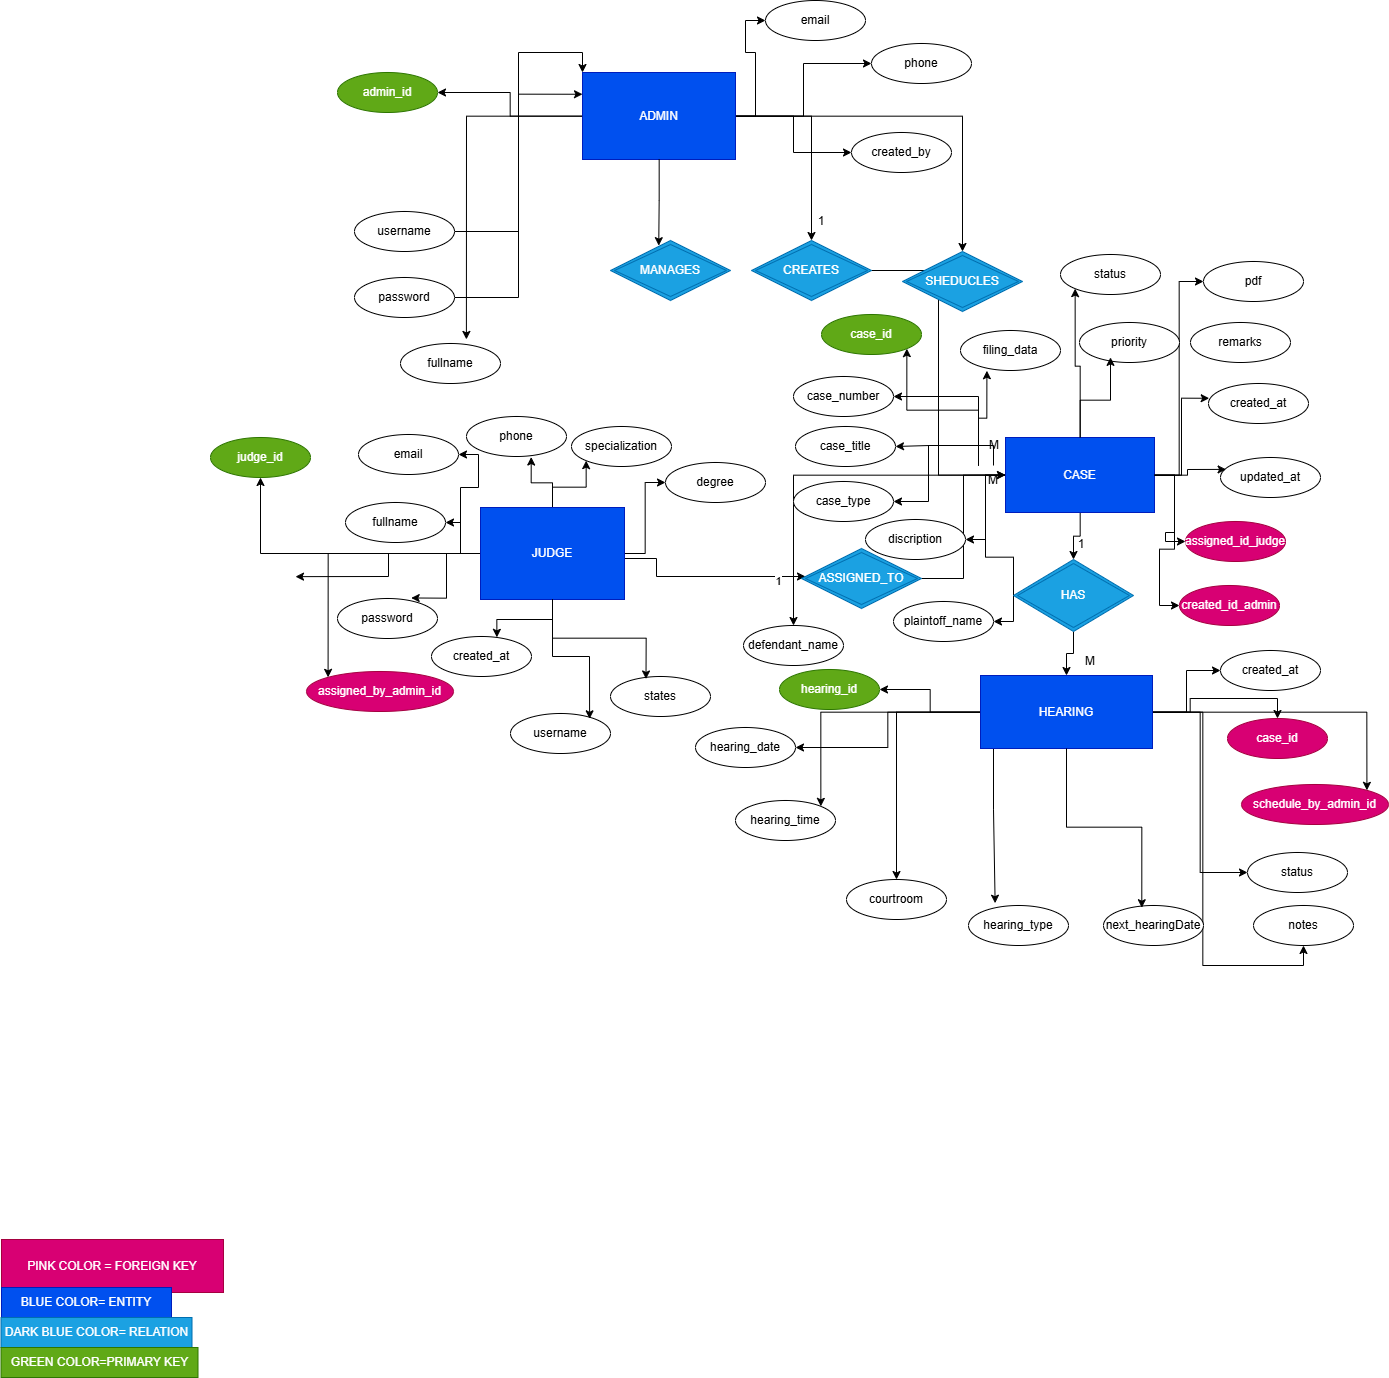 email
phone
admin_id
ADMIN
created_by
username
1
MANAGES
CREATES
SHEDUCLES
status
pdf
password
case_id
filing_data
priority
remarks
fullname
case_number
created_at
phone
specialization
case_title
M
judge_id
email
CASE
updated_at
degree
M
case_type
fullname
discription
assigned_id_judge
JUDGE
1
1
ASSIGNED_TO
HAS
created_id_admin
password
plaintoff_name
defendant_name
created_at
M
created_at
assigned_by_admin_id
states
hearing_id
HEARING
username
hearing_date
case_id
schedule_by_admin_id
hearing_time
status
courtroom
hearing_type
next_hearingDate
notes
PINK COLOR = FOREIGN KEY
BLUE COLOR= ENTITY
DARK BLUE COLOR= RELATION
GREEN COLOR=PRIMARY KEY